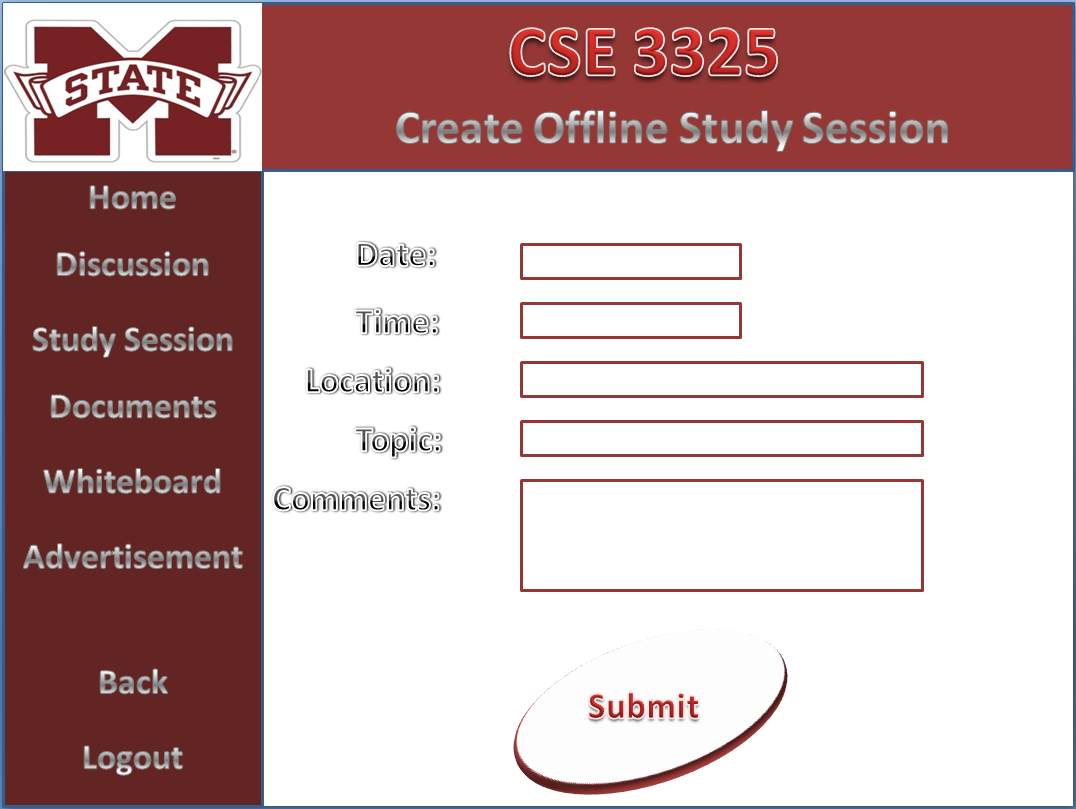 STATE
CSE 3325
Create Offline Study Session
Home
Discussion
Study Session
Documents
Whiteboard
Advertisement
Back
Logout
Date:
Time:
Location:
Topic:
Comments:
Submit